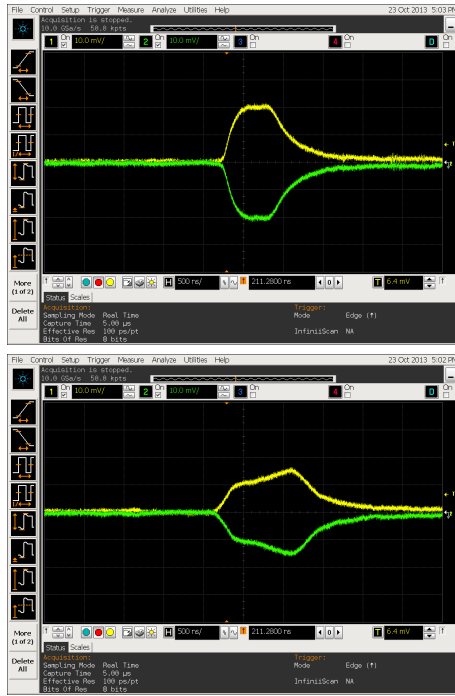 File Control Setup Trigger Measure Analyze Utilities Help 23 Oct 2013 5:03 PM
Acquisition is stopped.
10.0 GSa/s 50.0 kpts
1 On 10.0 mV/ 2 On 10.0 mV/ 3 On 4 On D On
More
(1 of 2)
Delete
All
H 500 ns/ 211.2800 ns 0 T 6.4 mV
Status Scales
Acquisition: Trigger:
Sampling Mode Real Time Mode Edge (↑)
Capture Time 5.00 µs
Effective Res 100 ps/pt InfiniiScan NA
Bits Of Res 8 bits
File Control Setup Trigger Measure Analyze Utilities Help 23 Oct 2013 5:02 PM
Acquisition is stopped.
10.0 GSa/s 50.0 kpts
1 On 10.0 mV/ 2 On 10.0 mV/ 3 On 4 On D On
More
(1 of 2)
Delete
All
H 500 ns/ 211.2800 ns 0 T 6.4 mV
Status Scales
Acquisition: Trigger:
Sampling Mode Real Time Mode Edge (↑)
Capture Time 5.00 µs
Effective Res 100 ps/pt InfiniiScan NA
Bits Of Res 8 bits